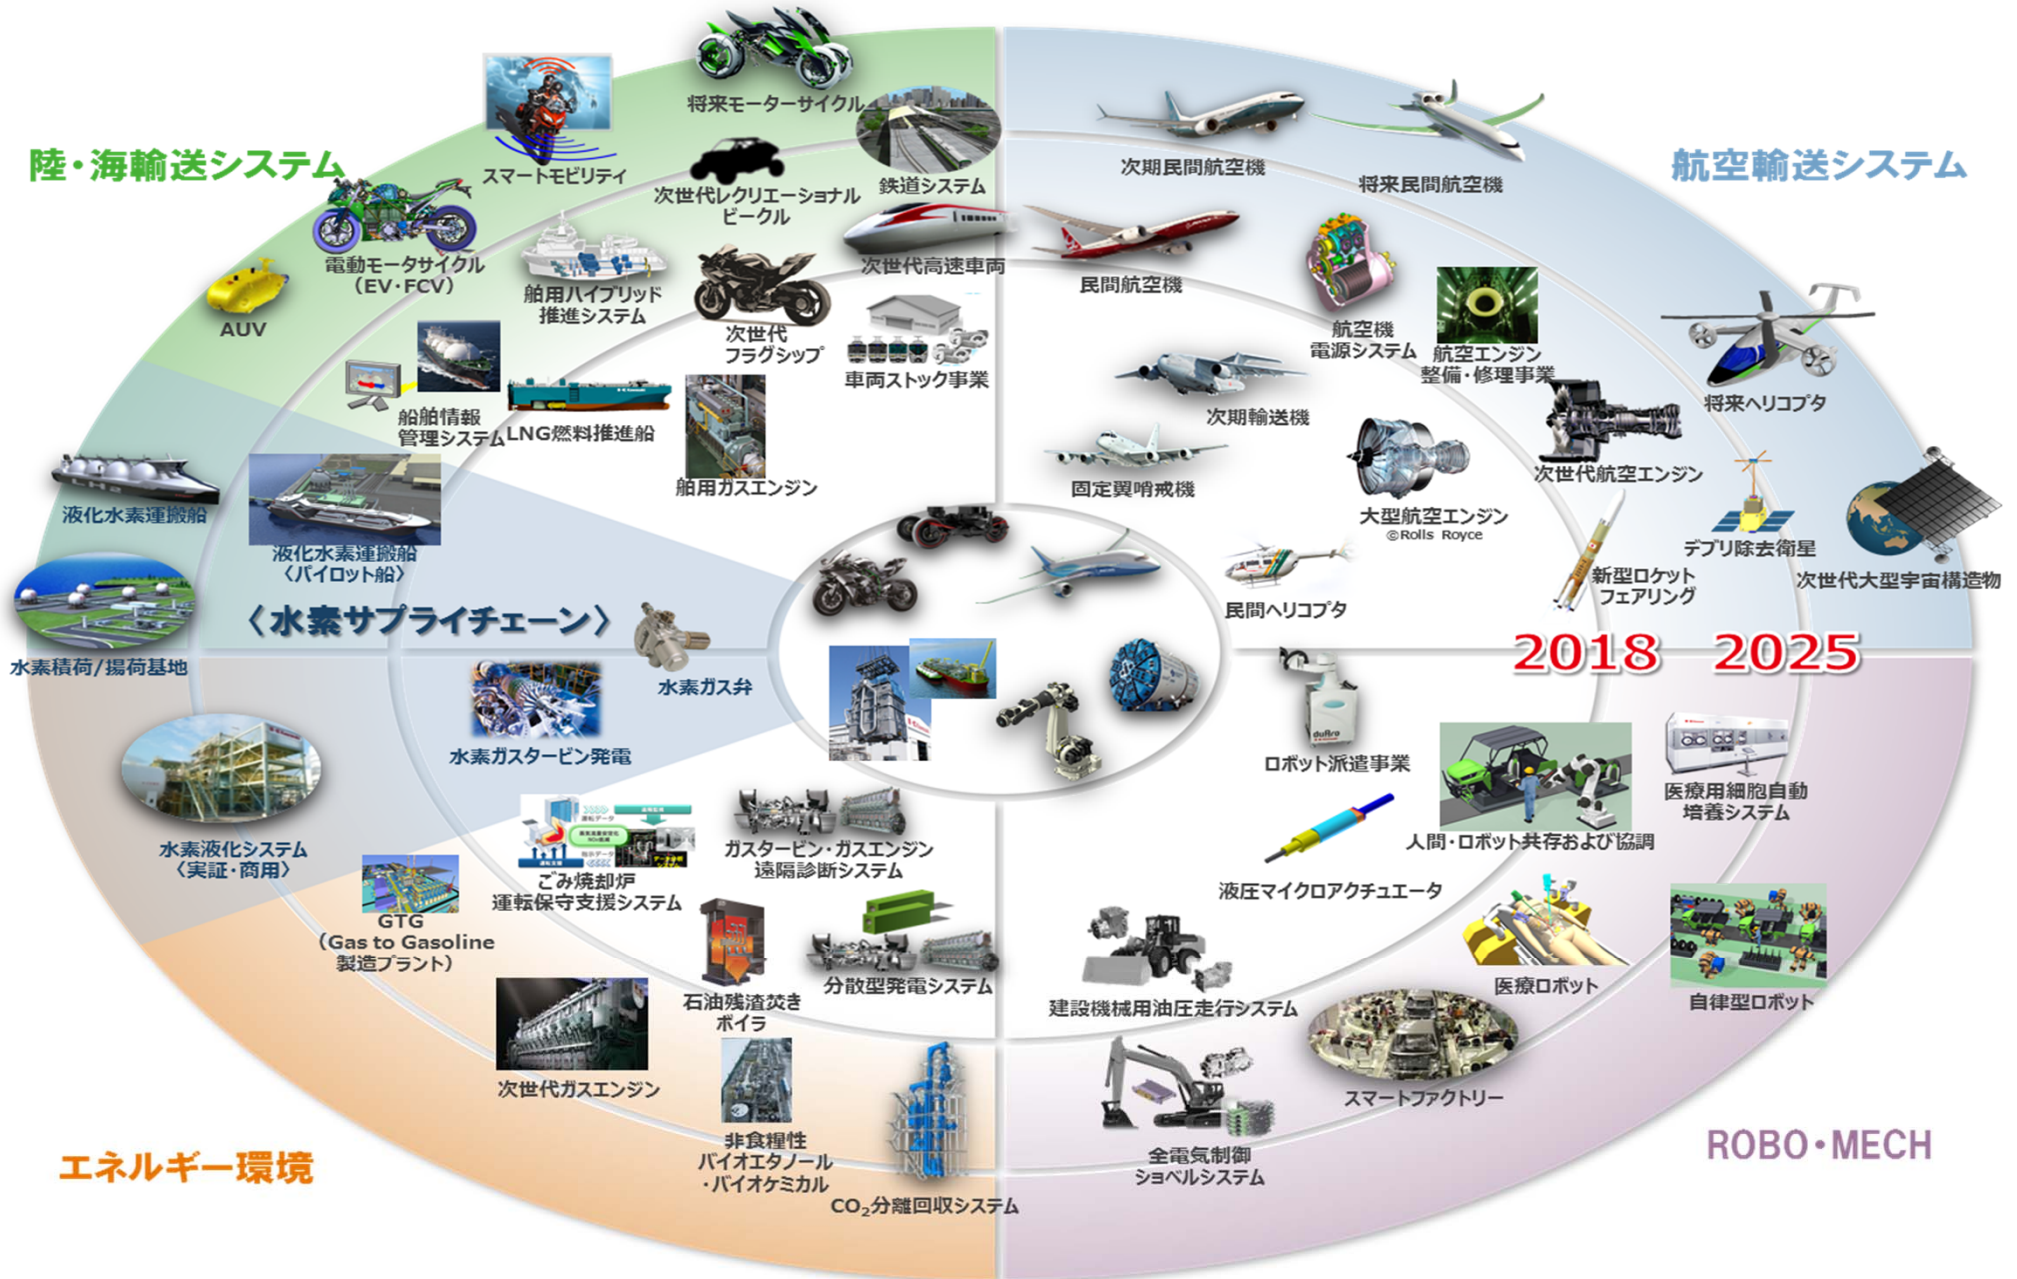 将来モーターサイクル
スマートモビリティ
陸・海輸送システム
次世代レクリエーショナル
ビークル
鉄道システム
電動モータサイクル
（EV・FCV）
舶用ハイブリッド
推進システム
次世代高速車両
AUV
次世代
フラグシップ
車両ストック事業
船舶情報
管理システム
LNG燃料推進船
舶用ガスエンジン
航空輸送システム
次期民間航空機
将来民間航空機
民間航空機
航空機
電源システム
航空エンジン
整備・修理事業
次期輸送機
将来ヘリコプタ
固定翼哨戒機
大型航空エンジン
©Rolls Royce
次世代航空エンジン
デブリ除去衛星
次世代大型宇宙構造物
新型ロケット
フェアリング
民間ヘリコプタ
2018
2025
液化水素運搬船
液化水素運搬船
〈パイロット船〉
〈水素サプライチェーン〉
水素積荷/揚荷基地
水素ガス弁
水素ガスタービン発電
水素液化システム
〈実証・商用〉
ごみ焼却炉
運転保守支援システム
ガスタービン・ガスエンジン
遠隔診断システム
GTG
（Gas to Gasoline
製造プラント）
石油残渣焚き
ボイラ
分散型発電システム
次世代ガスエンジン
非食糧性
バイオエタノール
・バイオケミカル
CO₂分離回収システム
エネルギー環境
duAro
ロボット派遣事業
人間・ロボット共存および協調
医療用細胞自動
培養システム
液圧マイクロアクチュエータ
医療ロボット
自律型ロボット
建設機械用油圧走行システム
スマートファクトリー
全電気制御
ショベルシステム
ROBO・MECH